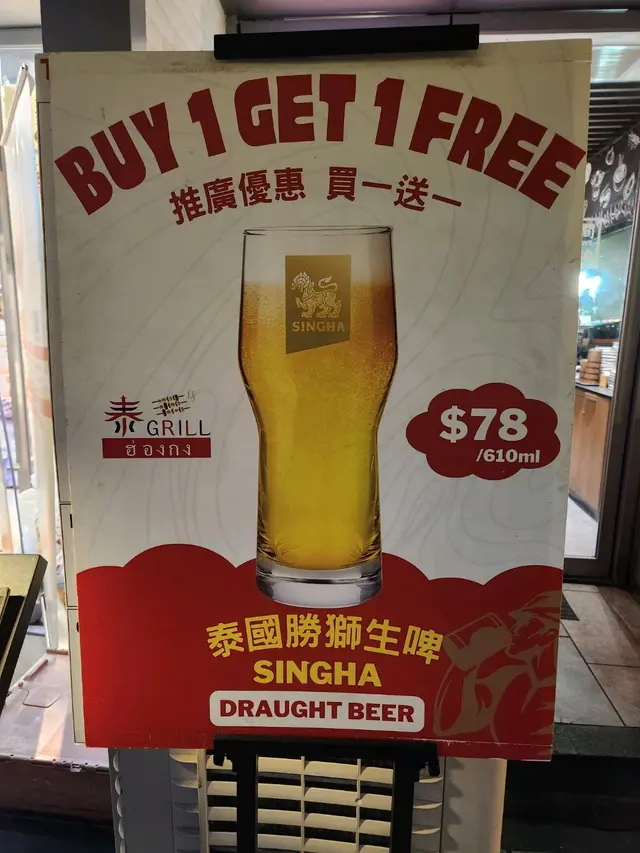 BUY 1 GET 1 FREE
推廣優惠 買一送一
SINGHA
泰 GRILL
ฮ่องกง
$78
/610ml
泰國勝獅生啤
SINGHA
DRAUGHT BEER